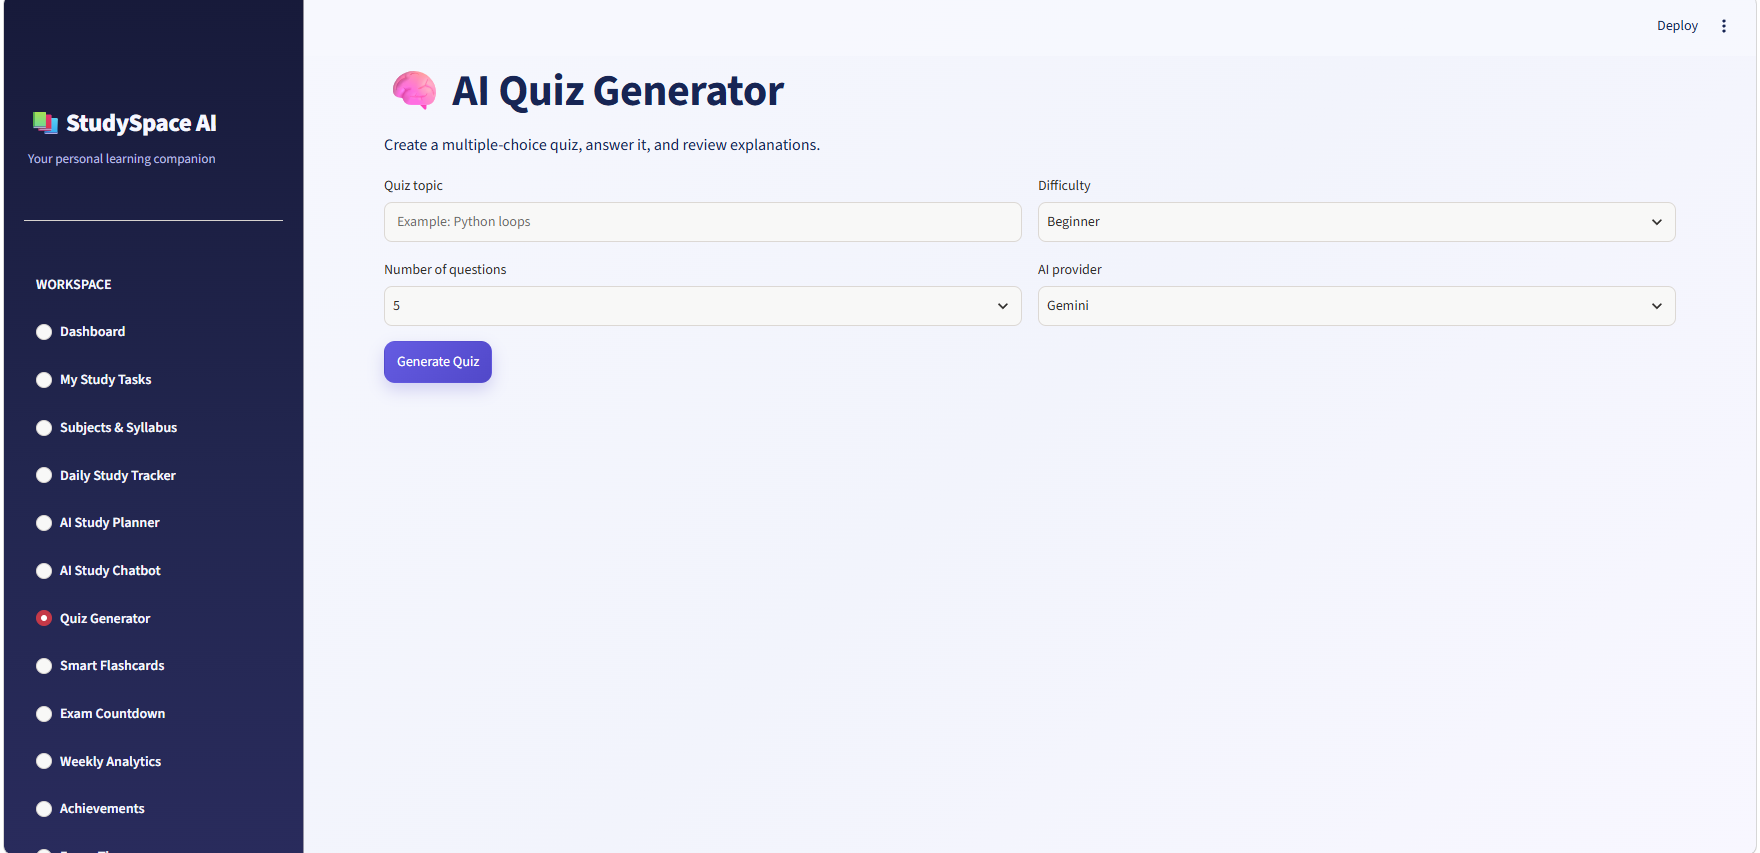 Deploy
StudySpace AI
Your personal learning companion
WORKSPACE
Dashboard
My Study Tasks
Subjects & Syllabus
Daily Study Tracker
AI Study Planner
AI Study Chatbot
Quiz Generator
Smart Flashcards
Exam Countdown
Weekly Analytics
Achievements
AI Quiz Generator
Create a multiple-choice quiz, answer it, and review explanations.
Quiz topic
Example: Python loops
Difficulty
Beginner
Number of questions
5
AI provider
Gemini
Generate Quiz